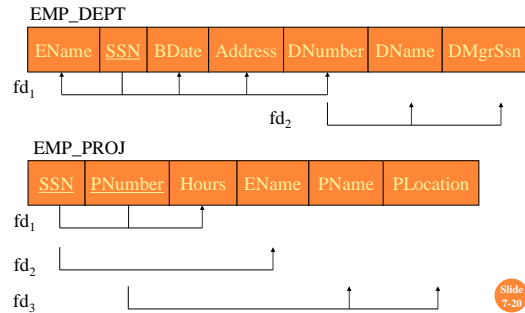 EMP_DEPT
EName SSN BDate Address DNumber DName DMgrSsn
fd1
fd2
EMP_PROJ
SSN PNumber Hours EName PName PLocation
fd1
fd2
fd3
Slide
7-20